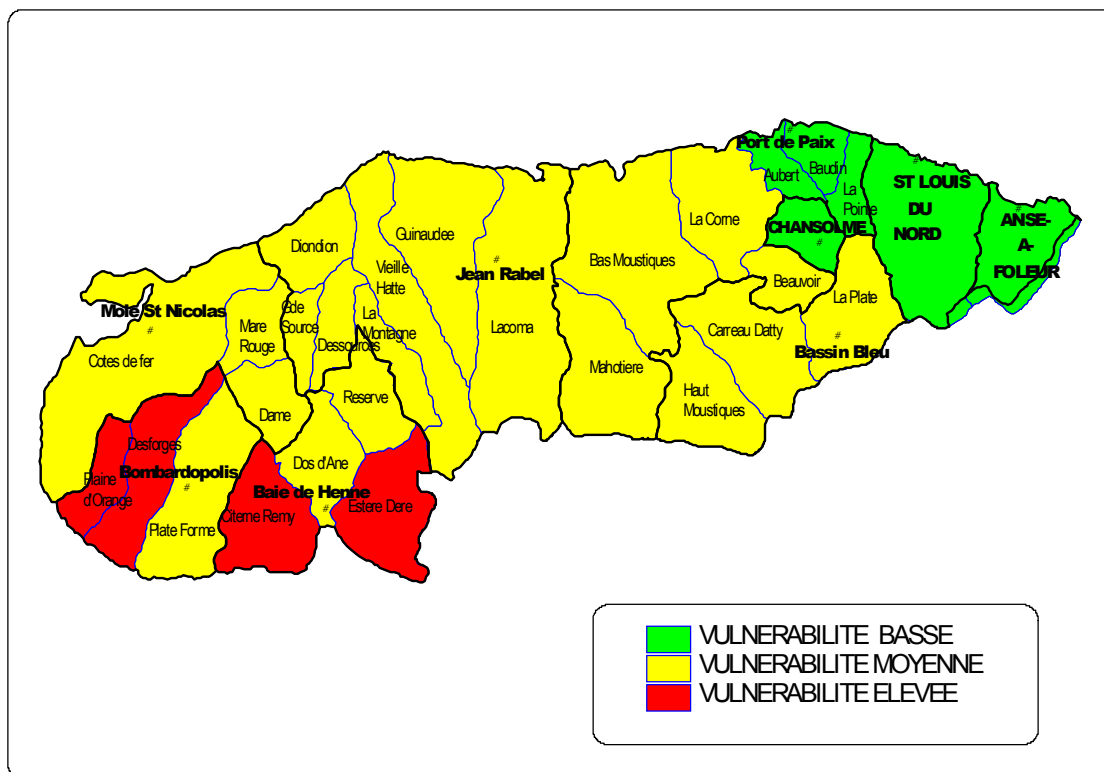 Port de Paix
Aubert
Baudin
La
Pointe
ST LOUIS
DU
NORD
ANSE-
A-
FOLEUR
CHANSOLME
La Corne
Guinaudee
Diondion
Bas Moustiques
Vieille
Hatte
Jean Rabel
Beauvoir
La Plate
Mole St Nicolas
Gde
Source
La
Montagne
Mare
Rouge
Dessources
Lacoma
Carreau Datty
Bassin Bleu
Cotes de fer
Mahotiere
Haut
Moustiques
Reserve
Dame
Desforges
Bombardopolis
Plaine
d'Orange
Dos d'Ane
Baie de Henne
Citerne Remy
Estere Dere
Plate Forme
VULNERABILITE BASSE
VULNERABILITE MOYENNE
VULNERABILITE ELEVEE